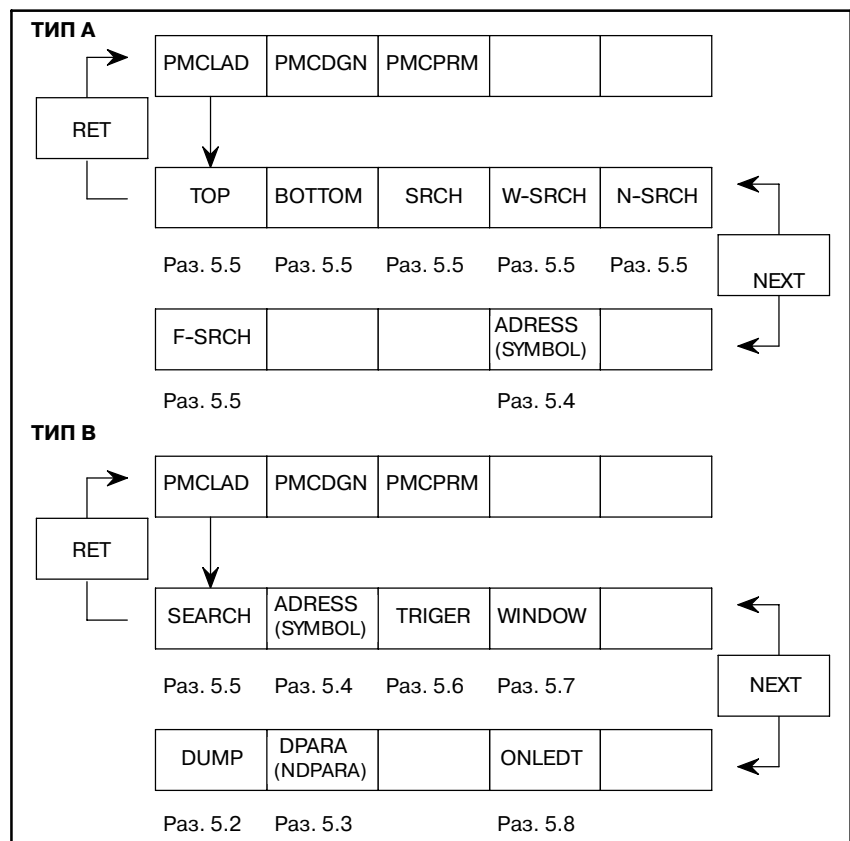 ТИП А
PMCLAD PMCDGN PMCPRM
RET
TOP BOTTOM SRCH W-SRCH N-SRCH
Раз. 5.5 Раз. 5.5 Раз. 5.5 Раз. 5.5 Раз. 5.5
NEXT
F-SRCH ADRESS
(SYMBOL)
Раз. 5.5 Раз. 5.4
ТИП В
PMCLAD PMCDGN PMCPRM
RET
SEARCH ADRESS
(SYMBOL) TRIGER WINDOW
Раз. 5.5 Раз. 5.4 Раз. 5.6 Раз. 5.7
NEXT
DUMP DPARA
(NDPARA) ONLEDT
Раз. 5.2 Раз. 5.3 Раз. 5.8